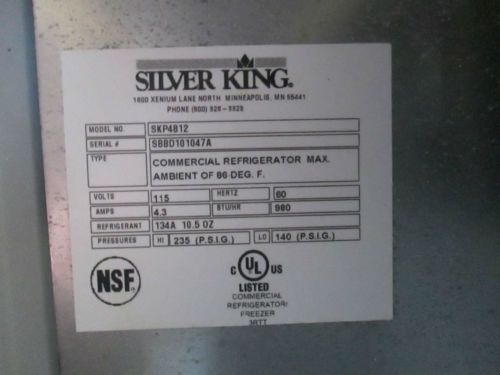 SILVER KING®
1600 XENIUM LANE NORTH MINNEAPOLIS, MN 55441
PHONE (800) 328-3329
MODEL NO. SKP4812
SERIAL # SBBD101047A
TYPE COMMERCIAL REFRIGERATOR MAX.
AMBIENT OF 86 DEG. F.
VOLTS 115 HERTZ 60
AMPS 4.3 BTU/HR 980
REFRIGERANT 134A 10.5 OZ
PRESSURES HI 235 (P.S.I.G.) LO 140 (P.S.I.G.)
NSF®
C UL® US
LISTED
COMMERCIAL
REFRIGERATOR/
FREEZER
3RTT